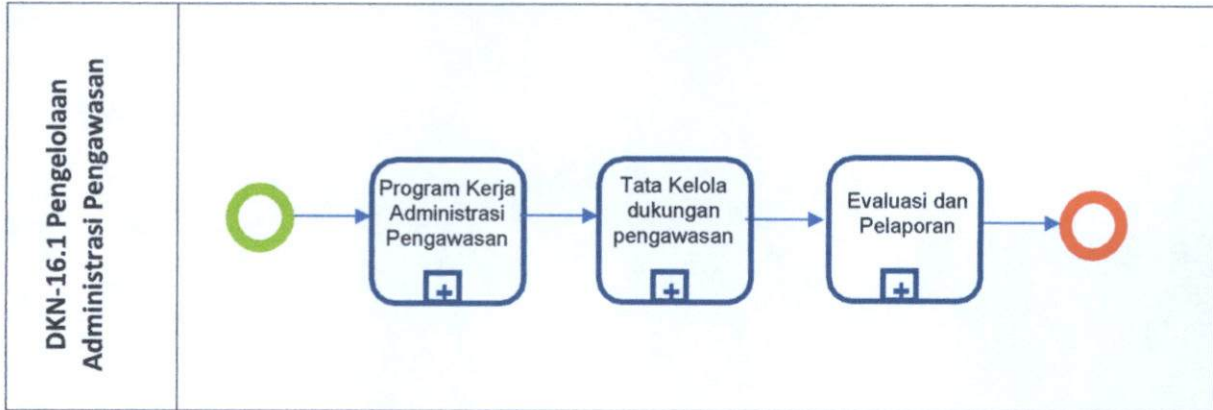 DKN-16.1 Pengelolaan
Administrasi Pengawasan
Program Kerja
Administrasi
Pengawasan
Tata Kelola
dukungan
pengawasan
Evaluasi dan
Pelaporan